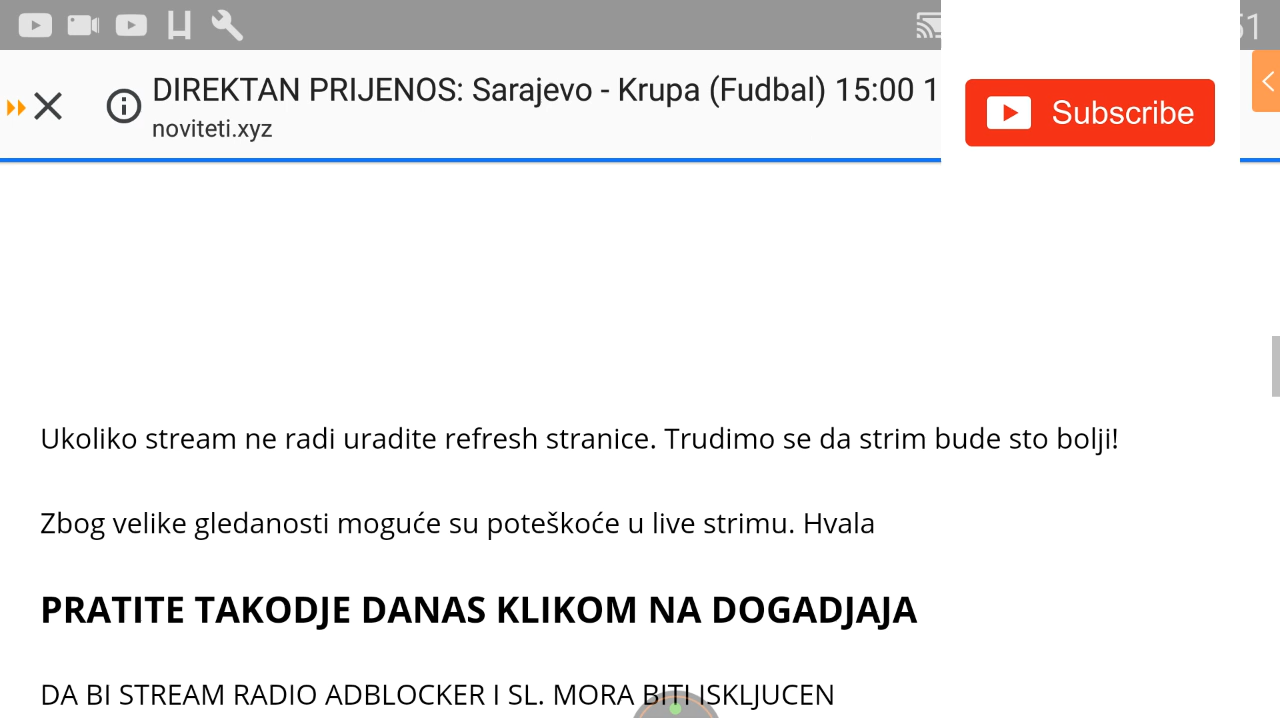 51
DIREKTAN PRIJENOS: Sarajevo - Krupa (Fudbal) 15:00 1
noviteti.xyz
Subscribe
Ukoliko stream ne radi uradite refresh stranice. Trudimo se da strim bude sto bolji!
Zbog velike gledanosti moguće su poteškoće u live strimu. Hvala
PRATITE TAKODJE DANAS KLIKOM NA DOGADJAJA
DA BI STREAM RADIO ADBLOCKER I SL. MORA BITI ISKLJUCEN